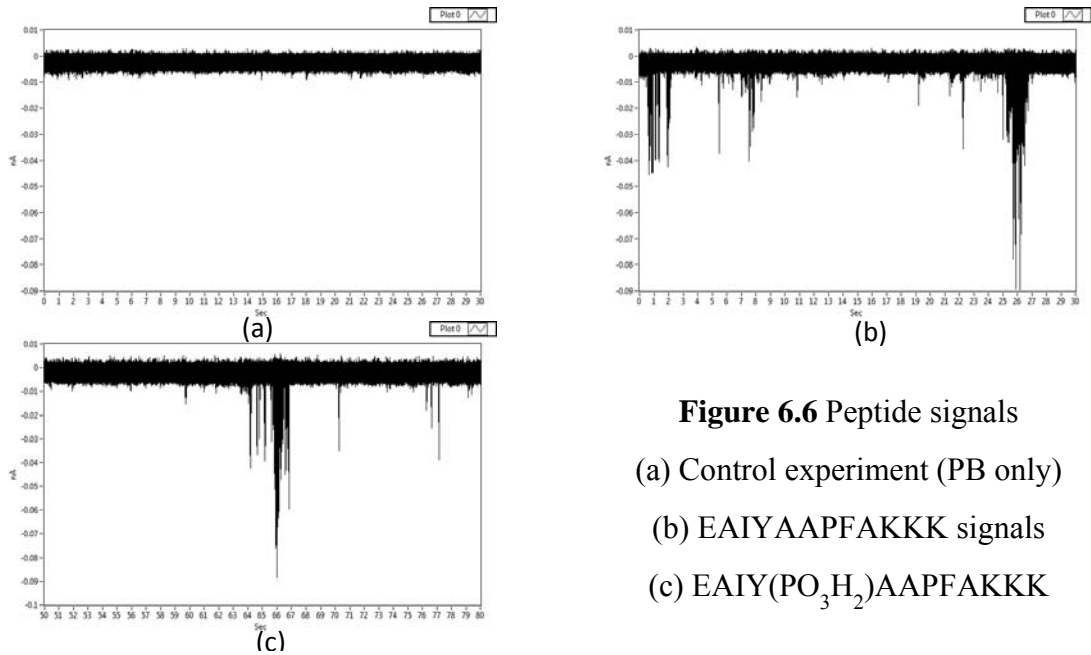 Plot 0
0.01
0
-0.01
-0.02
-0.03
-0.04
-0.05
-0.06
-0.07
-0.08
-0.09
nA
0 1 2 3 4 5 6 7 8 9 10 11 12 13 14 15 16 17 18 19 20 21 22 23 24 25 26 27 28 29 30
Sec
(a)
Plot 0
0.01
0
-0.01
-0.02
-0.03
-0.04
-0.05
-0.06
-0.07
-0.08
-0.09
nA
0 1 2 3 4 5 6 7 8 9 10 11 12 13 14 15 16 17 18 19 20 21 22 23 24 25 26 27 28 29 30
Sec
(b)
Plot 0
0.01
0
-0.01
-0.02
-0.03
-0.04
-0.05
-0.06
-0.07
-0.08
-0.09
-0.1
nA
50 51 52 53 54 55 56 57 58 59 60 61 62 63 64 65 66 67 68 69 70 71 72 73 74 75 76 77 78 79 80
Sec
(c)
Figure 6.6 Peptide signals
(a) Control experiment (PB only)
(b) EAIYAAPFAKKK signals
(c) EAIY(PO₃H₂)AAPFAKKK